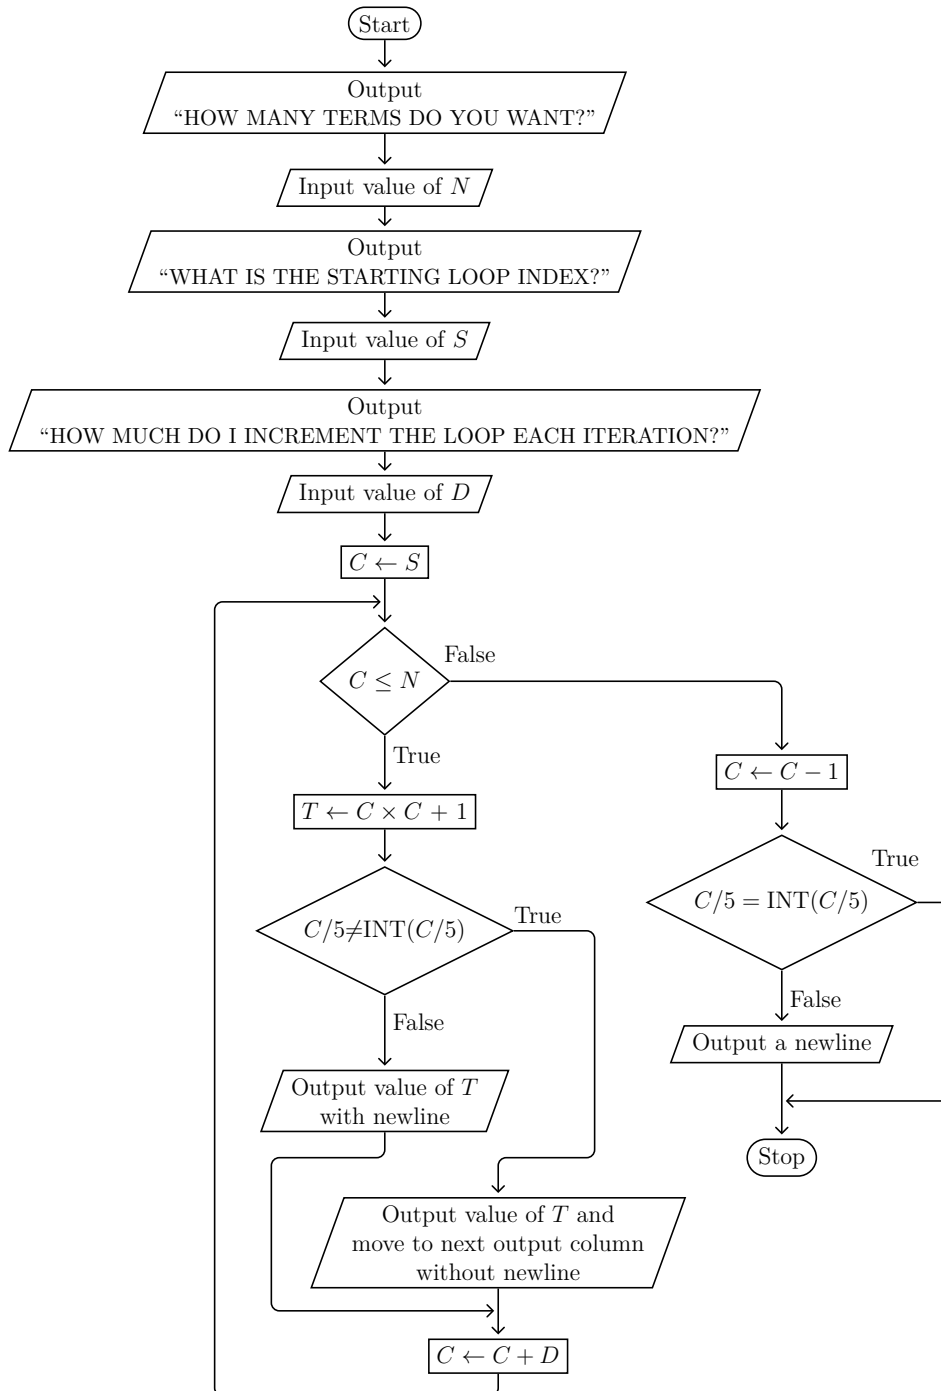 Start
Output
“HOW MANY TERMS DO YOU WANT?”
Input value of N
Output
“WHAT IS THE STARTING LOOP INDEX?”
Input value of S
Output
“HOW MUCH DO I INCREMENT THE LOOP EACH ITERATION?”
Input value of D
C ← S
C ≤ N
False
True
T ← C × C + 1
C/5≠INT(C/5)
True
False
Output value of T
with newline
Output value of T and
move to next output column
without newline
C ← C + D
C ← C − 1
C/5 = INT(C/5)
True
False
Output a newline
Stop